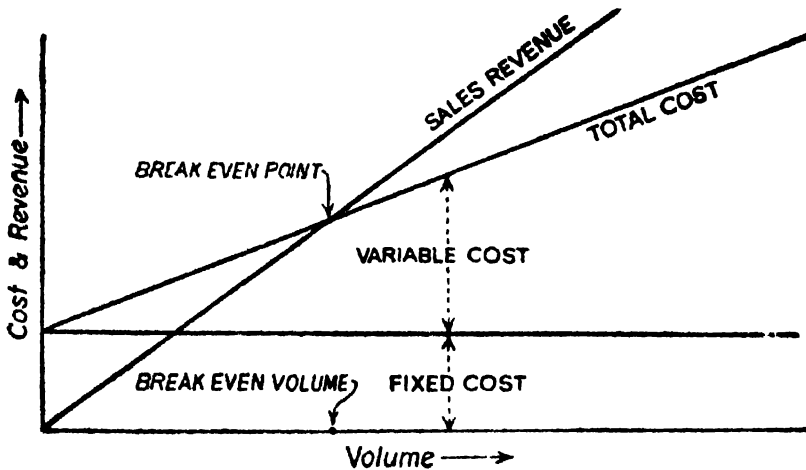 SALES REVENUE
TOTAL COST
BREAK EVEN POINT
VARIABLE COST
Cost & Revenue
BREAK EVEN VOLUME
FIXED COST
Volume